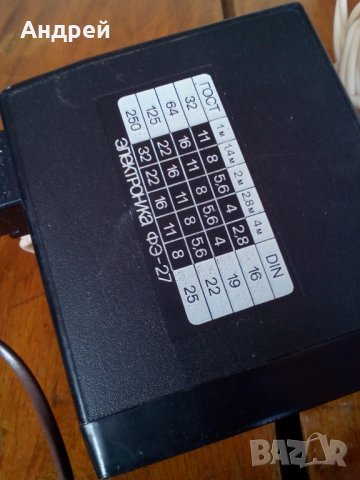 Андрей
ГОСТ 1м 1,4м 2м 2,8м 4м DIN
32 11 8 5,6 4 2,8 16
64 16 11 8 5,6 4 19
125 22 16 11 8 5,6 22
250 32 22 16 11 8 25
электроника ФЭ-27
BAZAR